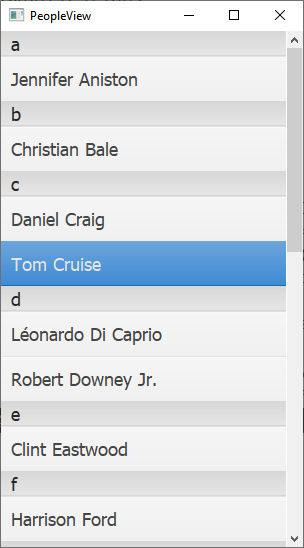 PeopleView
a
Jennifer Aniston
b
Christian Bale
c
Daniel Craig
Tom Cruise
d
Léonardo Di Caprio
Robert Downey Jr.
e
Clint Eastwood
f
Harrison Ford